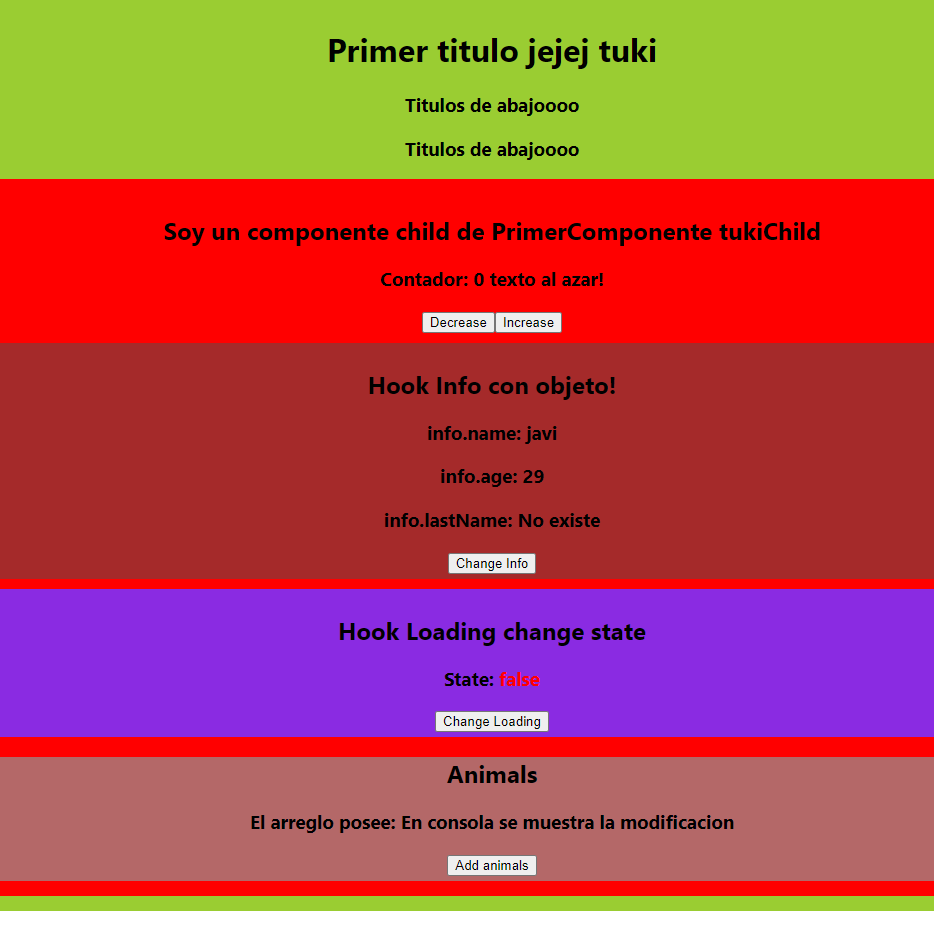 Primer titulo jejej tuki
Titulos de abajoooo
Titulos de abajoooo
Soy un componente child de PrimerComponente tukiChild
Contador: 0 texto al azar!
Decrease Increase
Hook Info con objeto!
info.name: javi
info.age: 29
info.lastName: No existe
Change Info
Hook Loading change state
State: false
Change Loading
Animals
El arreglo posee: En consola se muestra la modificacion
Add animals